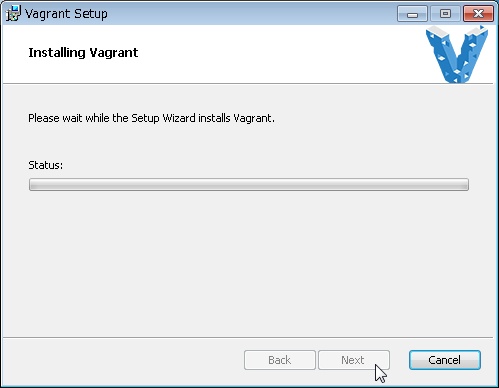 Vagrant Setup
Installing Vagrant
Please wait while the Setup Wizard installs Vagrant.
Status:
Back
Next
Cancel